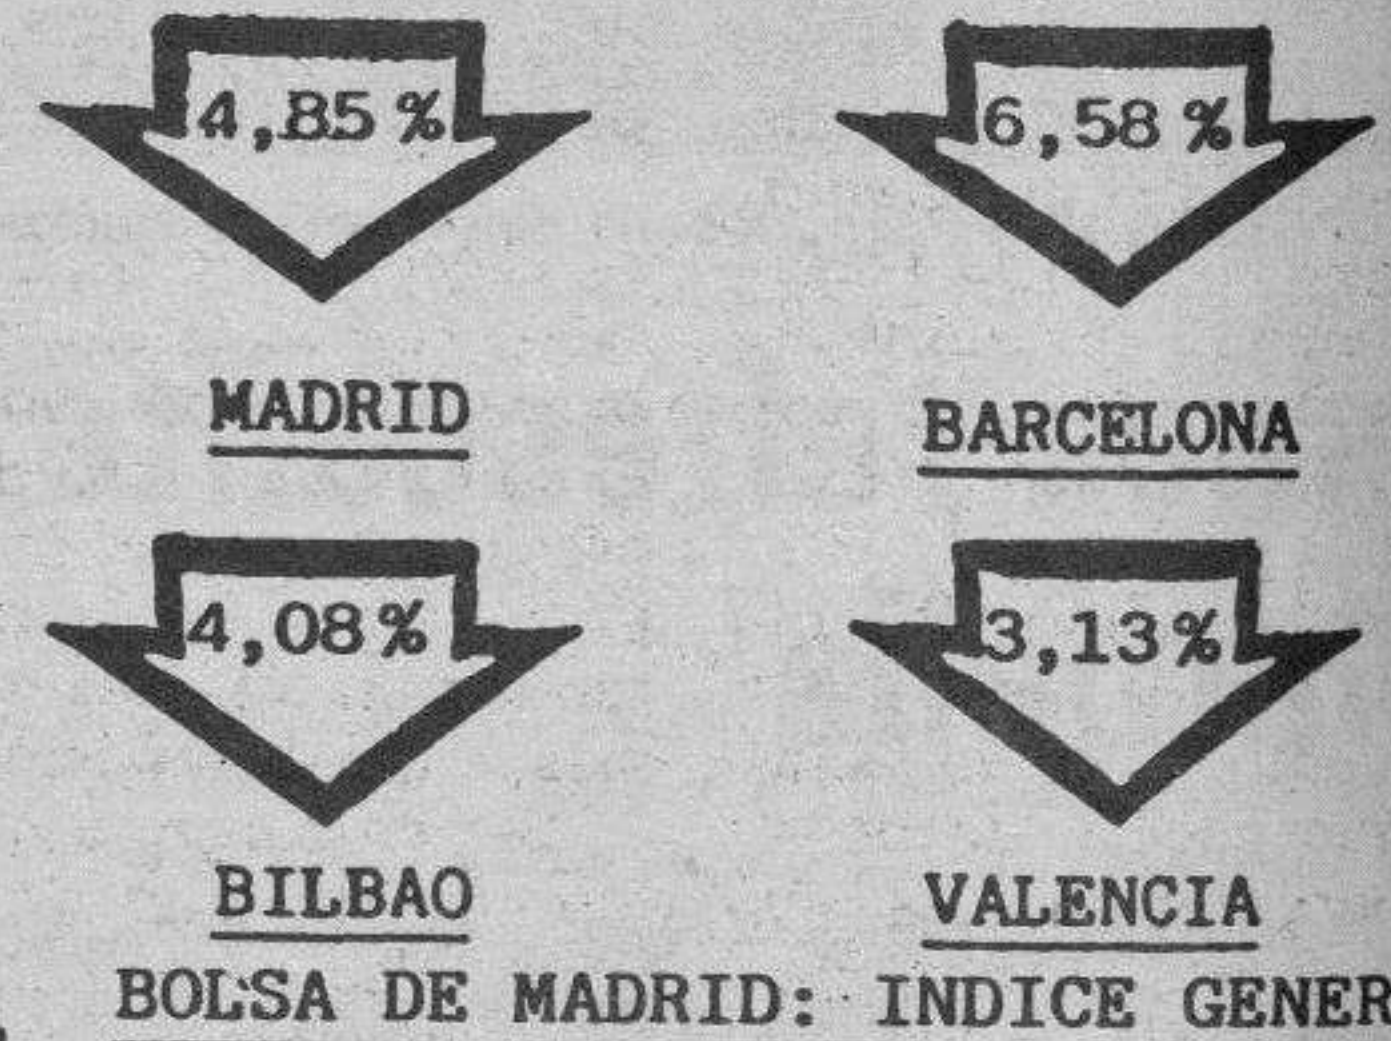 4,85 % 6,58 %
MADRID BARCELONA
4,08 % 3,13 %
BILBAO VALENCIA
BOLSA DE MADRID: INDICE GENER